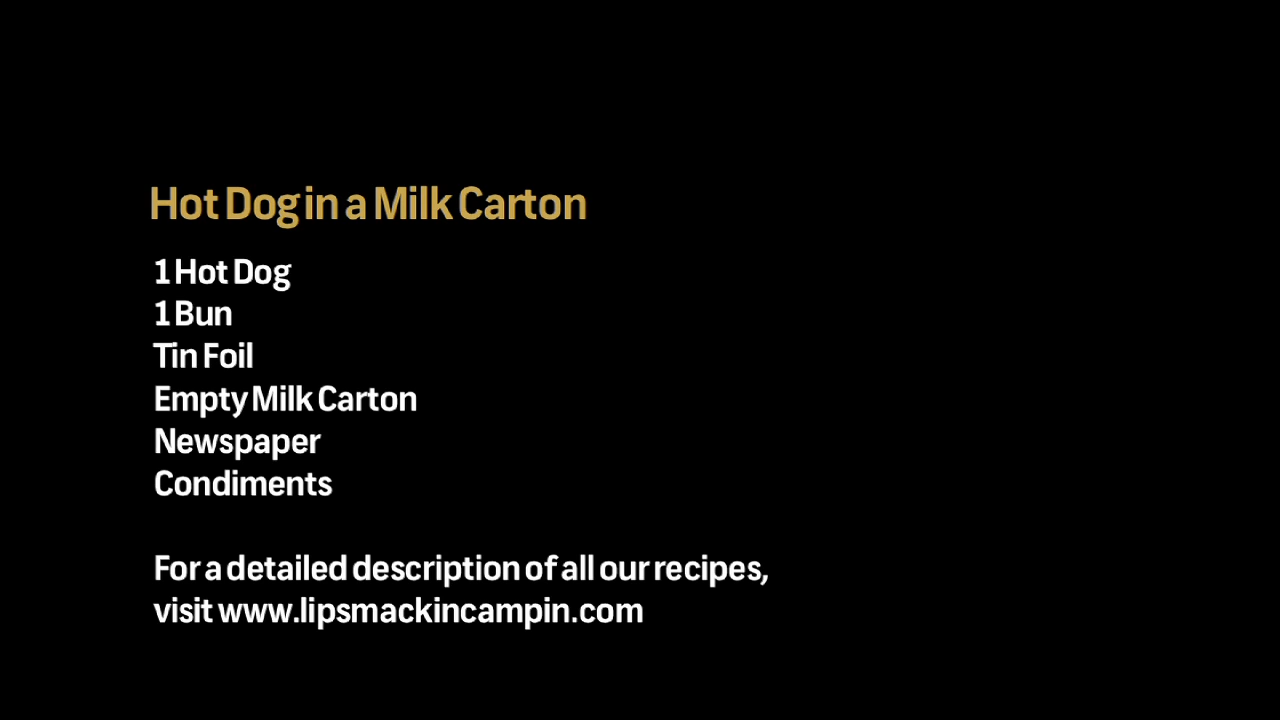 Hot Dog in a Milk Carton
1 Hot Dog
1 Bun
Tin Foil
Empty Milk Carton
Newspaper
Condiments
For a detailed description of all our recipes,
visit www.lipsmackincampin.com